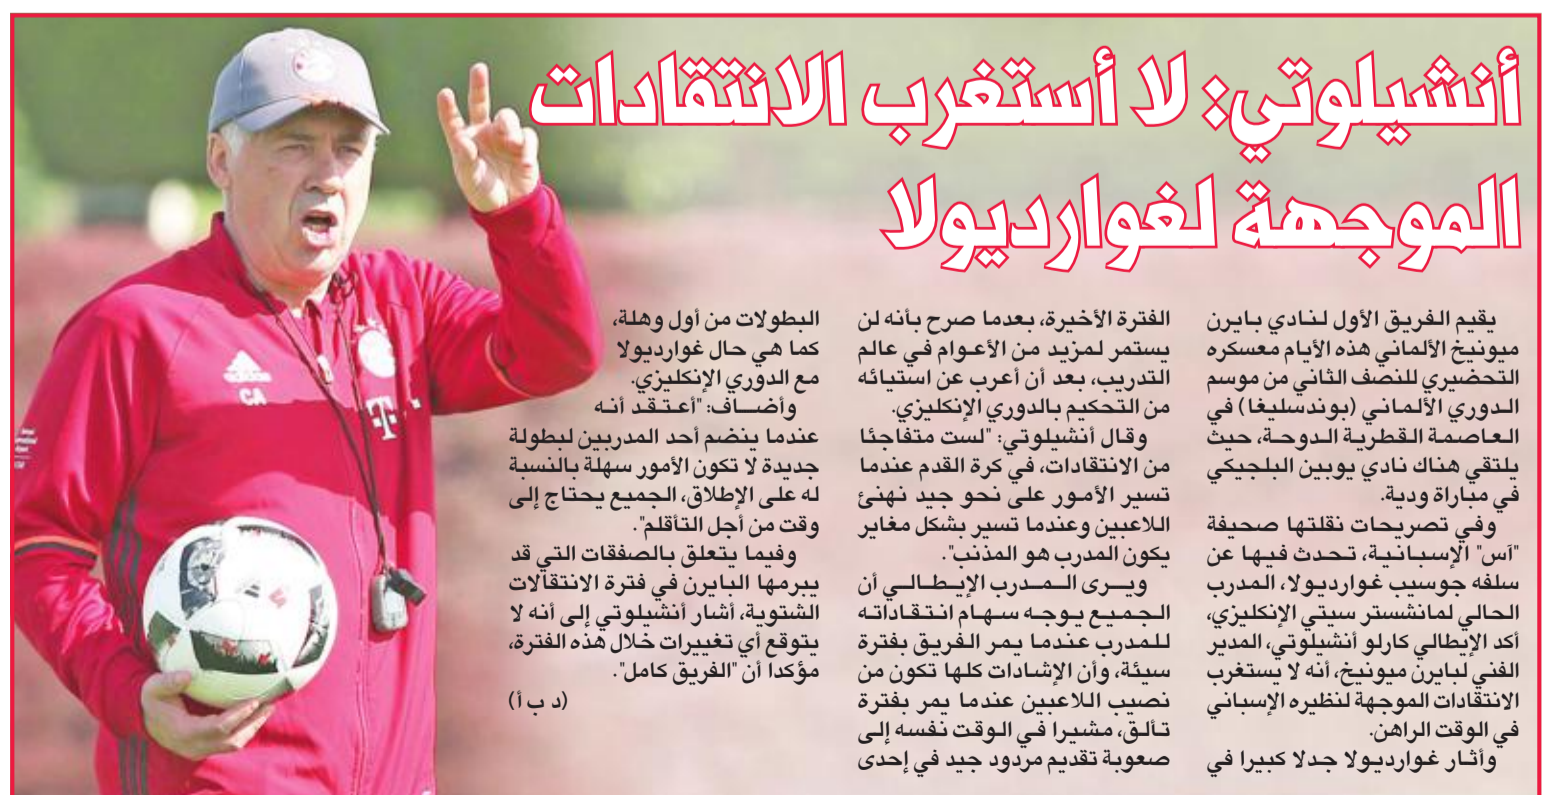 أنشيلوتي: لا أستغرب الانتقادات
الموجهة لغوارديولا
يقيم الفريق الأول لنادي بايرن
ميونيخ الألماني هذه الأيام معسكره
التحضيري للنصف الثاني من موسم
الدوري الألماني (بوندسليغا) في
العاصمة القطرية الدوحة، حيث
يلتقي هناك نادي يوبين البلجيكي
في مباراة ودية.
وفي تصريحات نقلتها صحيفة
"آس" الإسبانية، تحدث فيها عن
سلفه جوسيب غوارديولا، المدرب
الحالي لمانشستر سيتي الإنكليزي،
أكد الإيطالي كارلو أنشيلوتي، المدير
الفني لبايرن ميونيخ، أنه لا يستغرب
الانتقادات الموجهة لنظيره الإسباني
في الوقت الراهن.
وأثار غوارديولا جدلا كبيرا في
الفترة الأخيرة، بعدما صرح بأنه لن
يستمر لمزيد من الأعوام في عالم
التدريب، بعد أن أعرب عن استيائه
من التحكيم بالدوري الإنكليزي.
وقال أنشيلوتي: "لست متفاجئا
من الانتقادات، في كرة القدم عندما
تسير الأمور على نحو جيد نهنئ
اللاعبين وعندما تسير بشكل مغاير
يكون المدرب هو المذنب".
ويرى المدرب الإيطالي أن
الجميع يوجه سهام انتقاداته
للمدرب عندما يمر الفريق بفترة
سيئة، وأن الإشادات كلها تكون من
نصيب اللاعبين عندما يمر بفترة
تألق، مشيرا في الوقت نفسه إلى
صعوبة تقديم مردود جيد في إحدى
البطولات من أول وهلة،
كما هي حال غوارديولا
مع الدوري الإنكليزي.
وأضاف: "أعتقد أنه
عندما ينضم أحد المدربين لبطولة
جديدة لا تكون الأمور سهلة بالنسبة
له على الإطلاق، الجميع يحتاج إلى
وقت من أجل التأقلم".
وفيما يتعلق بالصفقات التي قد
يبرمها البايرن في فترة الانتقالات
الشتوية، أشار أنشيلوتي إلى أنه لا
يتوقع أي تغييرات خلال هذه الفترة،
مؤكدا أن "الفريق كامل".
(د ب أ)
adidas
CA
T